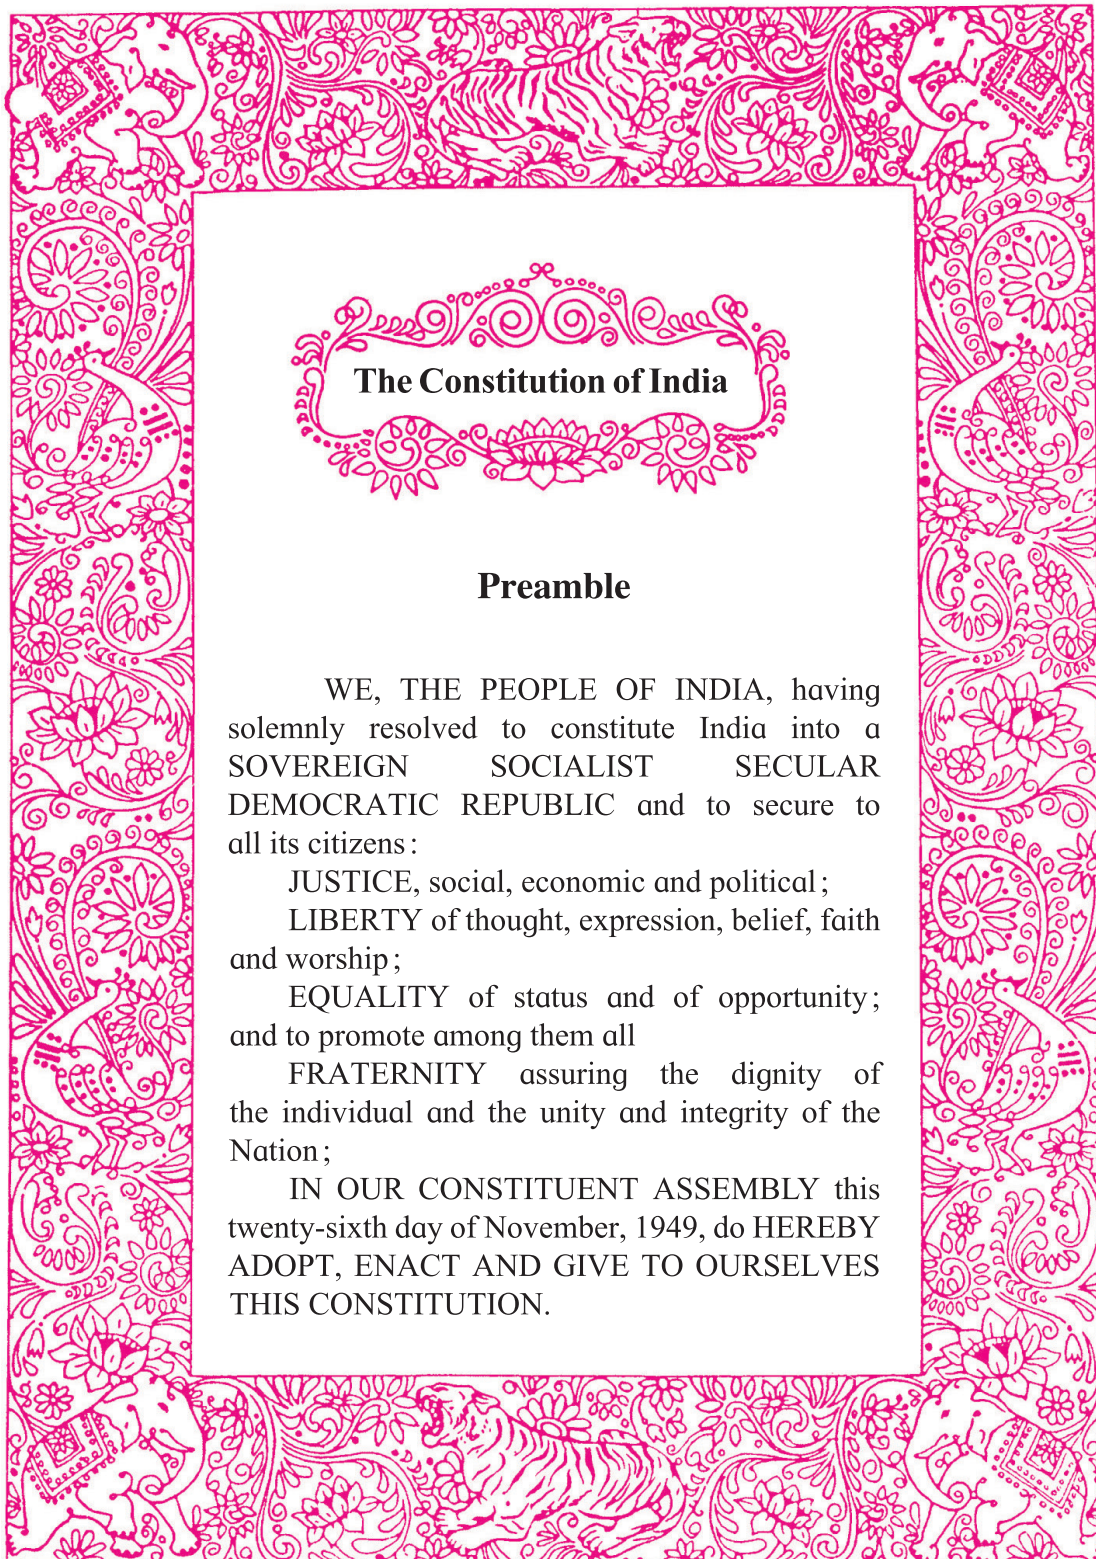 The Constitution of India
Preamble
WE, THE PEOPLE OF INDIA, having
solemnly resolved to constitute India into a
SOVEREIGN SOCIALIST SECULAR
DEMOCRATIC REPUBLIC and to secure to
all its citizens :
JUSTICE, social, economic and political ;
LIBERTY of thought, expression, belief, faith
and worship ;
EQUALITY of status and of opportunity ;
and to promote among them all
FRATERNITY assuring the dignity of
the individual and the unity and integrity of the
Nation ;
IN OUR CONSTITUENT ASSEMBLY this
twenty-sixth day of November, 1949, do HEREBY
ADOPT, ENACT AND GIVE TO OURSELVES
THIS CONSTITUTION.